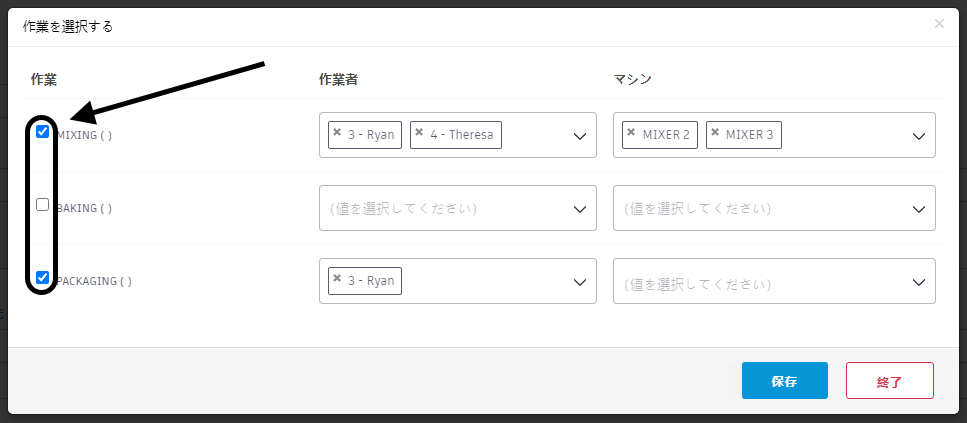 作業を選択する ×
作業 作業者 マシン
MIXING ( ) × 3 - Ryan × 4 - Theresa × MIXER 2 × MIXER 3
BAKING ( ) (値を選択してください) (値を選択してください)
PACKAGING ( ) × 3 - Ryan (値を選択してください)
保存 終了